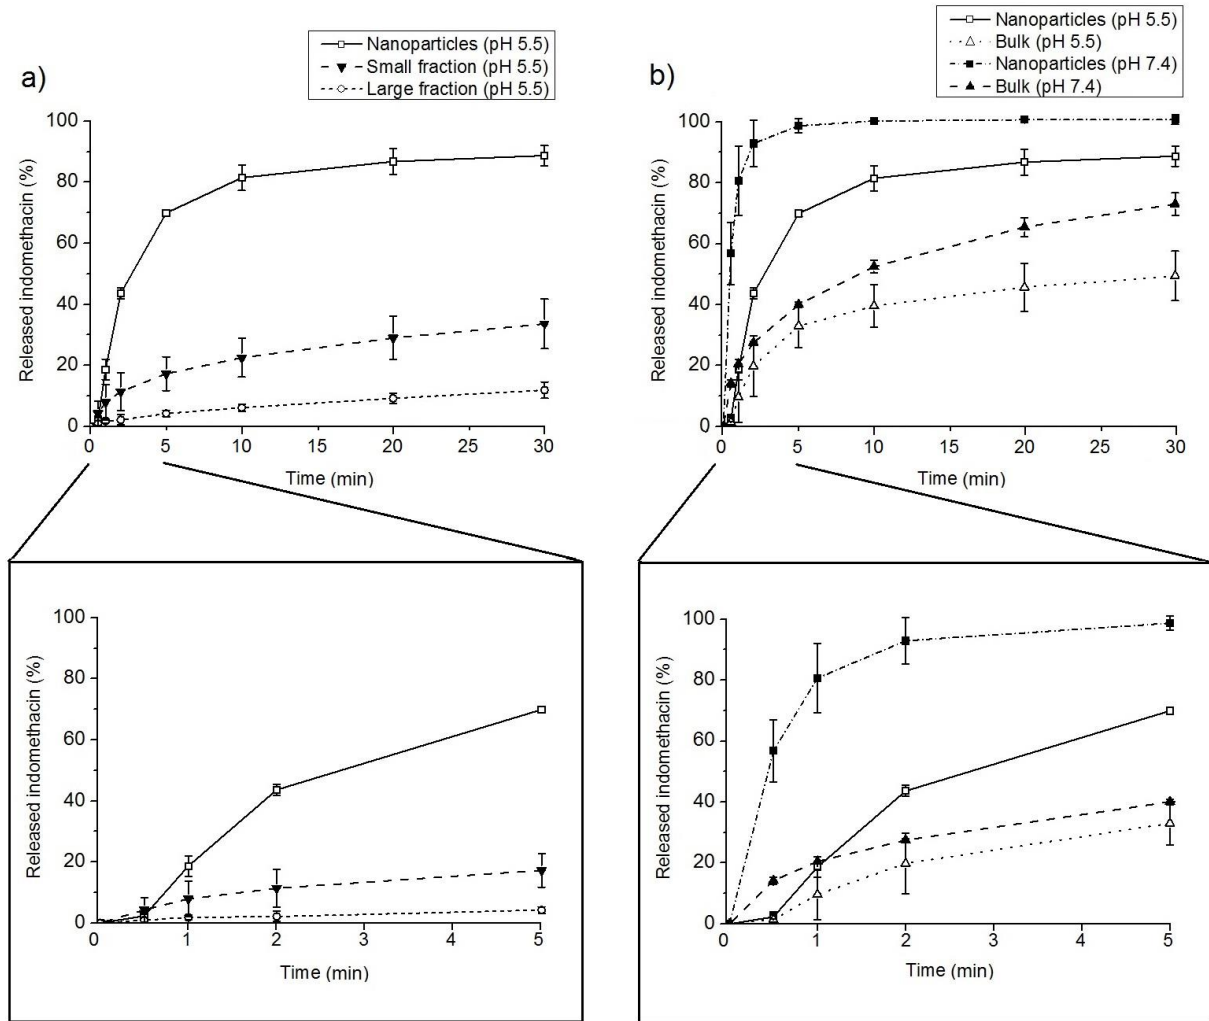 a)
Nanoparticles (pH 5.5)
Small fraction (pH 5.5)
Large fraction (pH 5.5)
Released indomethacin (%)
100
80
60
40
20
0
0 5 10 15 20 25 30
Time (min)
b)
Nanoparticles (pH 5.5)
Bulk (pH 5.5)
Nanoparticles (pH 7.4)
Bulk (pH 7.4)
Released indomethacin (%)
100
80
60
40
20
0
0 5 10 15 20 25 30
Time (min)
Released indomethacin (%)
100
80
60
40
20
0
0 1 2 3 4 5
Time (min)
Released indomethacin (%)
100
80
60
40
20
0
0 1 2 3 4 5
Time (min)